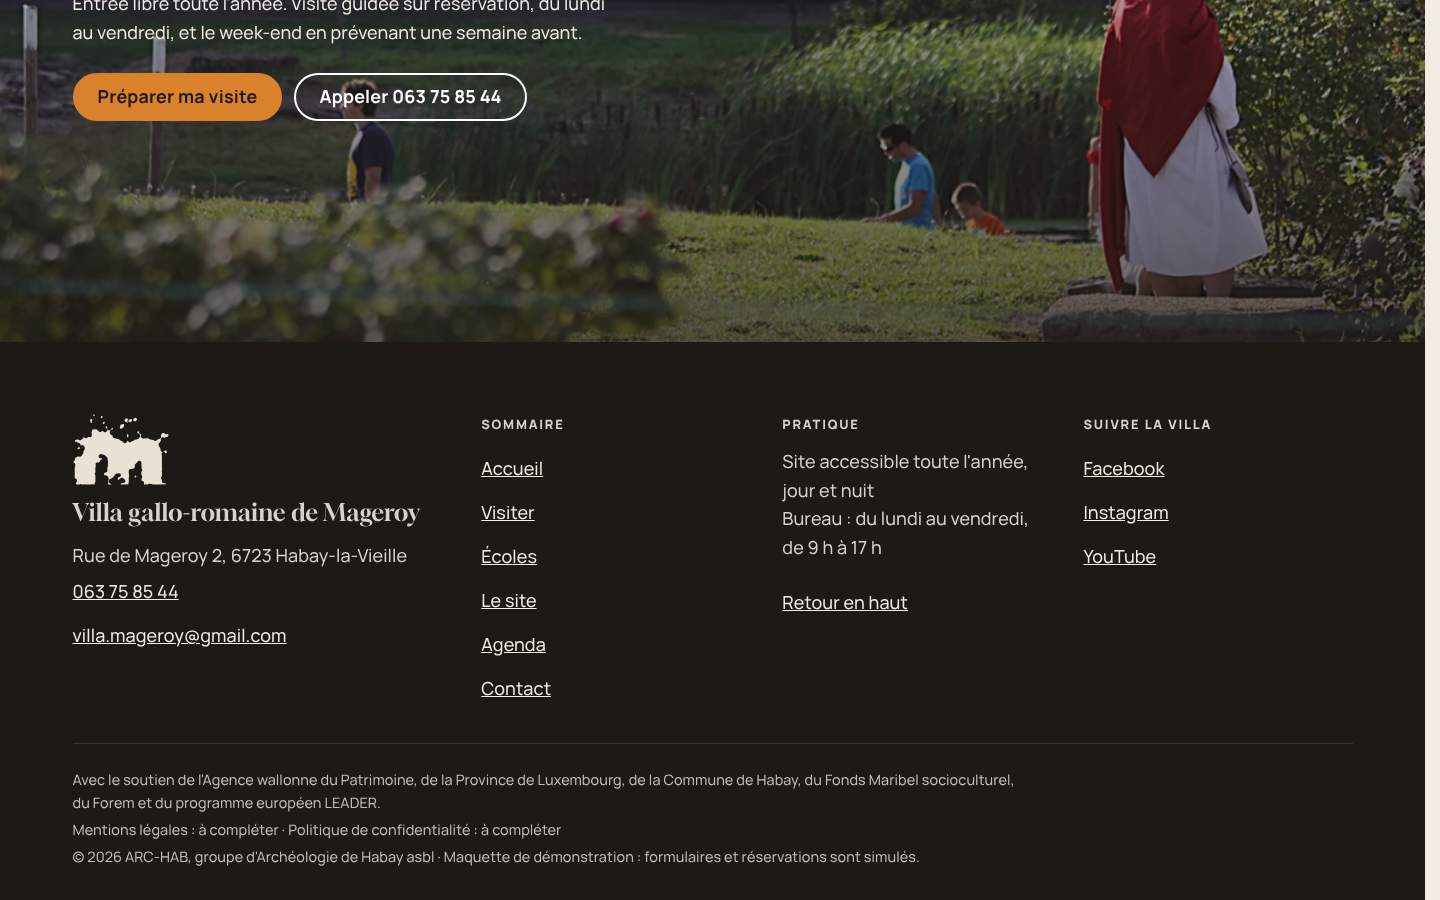 Entrée libre toute l'année. Visite guidée sur réservation, du lundi
au vendredi, et le week-end en prévenant une semaine avant.
Préparer ma visite
Appeler 063 75 85 44
Villa gallo-romaine de Mageroy
Rue de Mageroy 2, 6723 Habay-la-Vieille
063 75 85 44
villa.mageroy@gmail.com
SOMMAIRE
Accueil
Visiter
Écoles
Le site
Agenda
Contact
PRATIQUE
Site accessible toute l'année,
jour et nuit
Bureau : du lundi au vendredi,
de 9 h à 17 h
Retour en haut
SUIVRE LA VILLA
Facebook
Instagram
YouTube
Avec le soutien de l'Agence wallonne du Patrimoine, de la Province de Luxembourg, de la Commune de Habay, du Fonds Maribel socioculturel,
du Forem et du programme européen LEADER.
Mentions légales : à compléter · Politique de confidentialité : à compléter
© 2026 ARC-HAB, groupe d'Archéologie de Habay asbl · Maquette de démonstration : formulaires et réservations sont simulés.